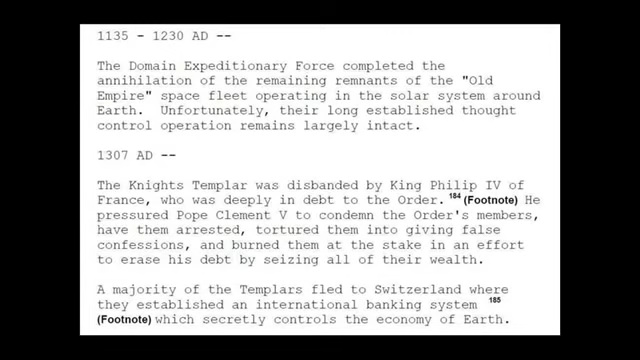 1135 - 1230 AD --
The Domain Expeditionary Force completed the
annihilation of the remaining remnants of the "Old
Empire" space fleet operating in the solar system around
Earth. Unfortunately, their long established thought
control operation remains largely intact.
1307 AD --
The Knights Templar was disbanded by King Philip IV of
France, who was deeply in debt to the Order. 184 (Footnote) He
pressured Pope Clement V to condemn the Order's members,
have them arrested, tortured them into giving false
confessions, and burned them at the stake in an effort
to erase his debt by seizing all of their wealth.
A majority of the Templars fled to Switzerland where
they established an international banking system 185
(Footnote) which secretly controls the economy of Earth.